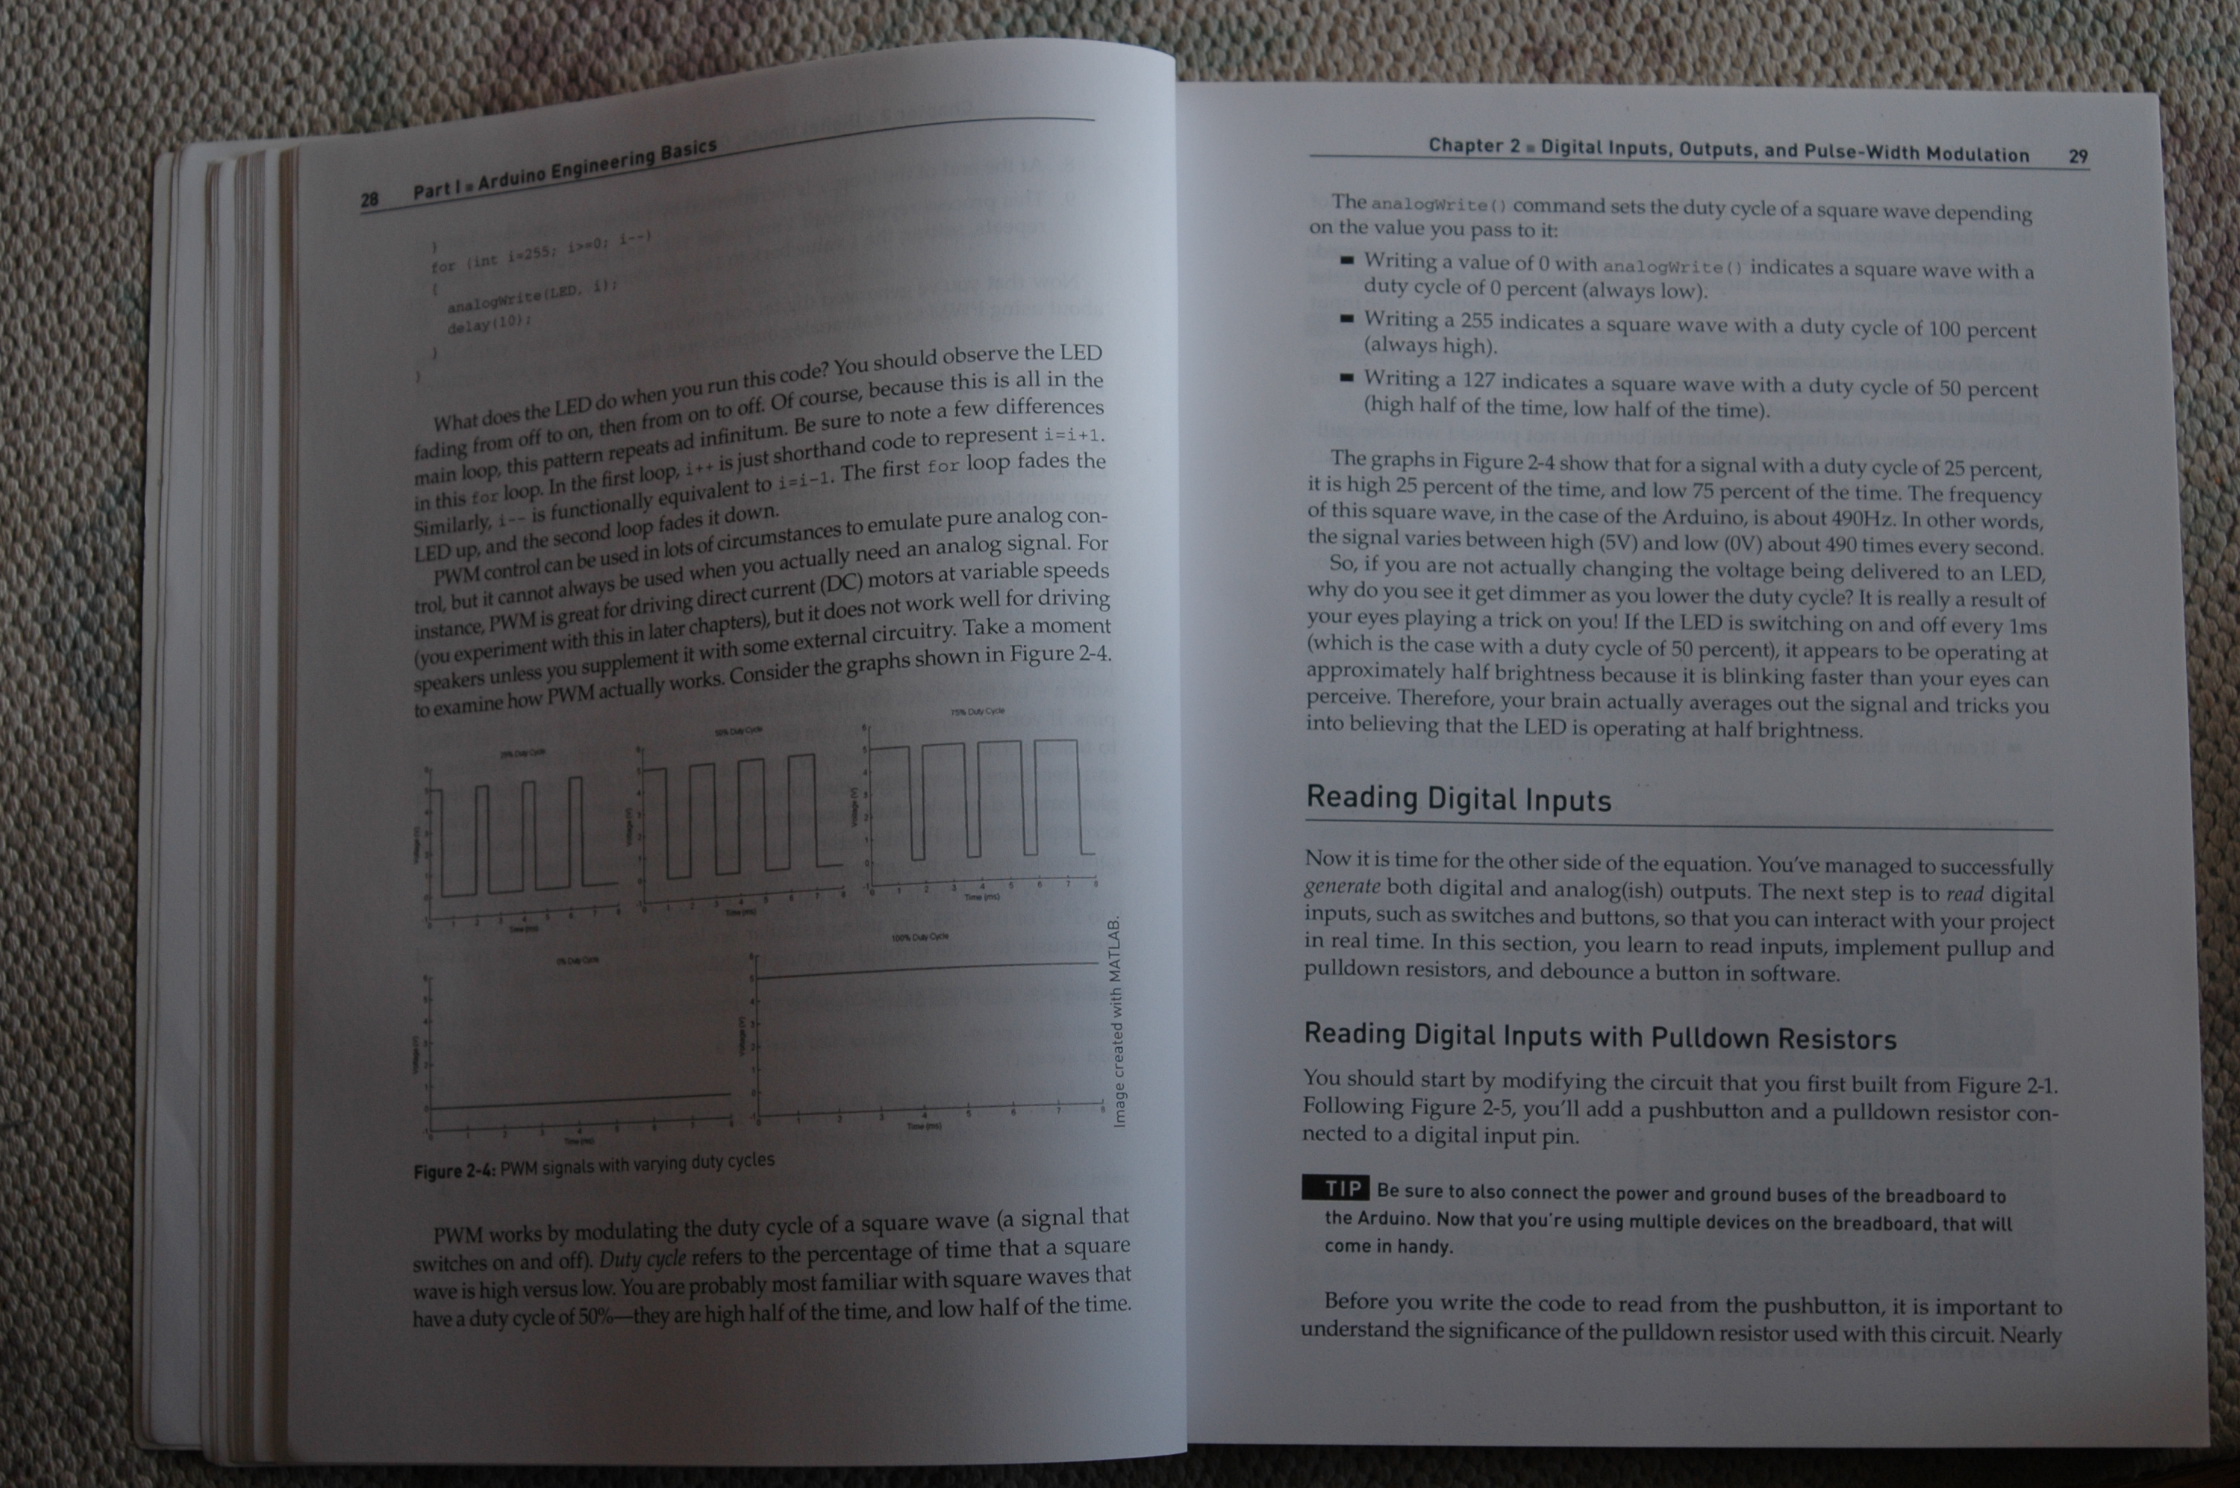 28 Part I ■ Arduino Engineering Basics
}
for (int i=255; i>=0; i--)
{
analogWrite(LED, i);
delay(10);
}
}
What does the LED do when you run this code? You should observe the LED
fading from off to on, then from on to off. Of course, because this is all in the
main loop, this pattern repeats ad infinitum. Be sure to note a few differences
in this for loop. In the first loop, i++ is just shorthand code to represent i=i+1.
Similarly, i-- is functionally equivalent to i=i-1. The first for loop fades the
LED up, and the second loop fades it down.
PWM control can be used in lots of circumstances to emulate pure analog con-
trol, but it cannot always be used when you actually need an analog signal. For
instance, PWM is great for driving direct current (DC) motors at variable speeds
(you experiment with this in later chapters), but it does not work well for driving
speakers unless you supplement it with some external circuitry. Take a moment
to examine how PWM actually works. Consider the graphs shown in Figure 2-4.
25% Duty Cycle
50% Duty Cycle
75% Duty Cycle
Voltage (V)
Voltage (V)
Voltage (V)
Time (ms)
Time (ms)
Time (ms)
0% Duty Cycle
100% Duty Cycle
Voltage (V)
Voltage (V)
Time (ms)
Time (ms)
Image created with MATLAB.
Figure 2-4: PWM signals with varying duty cycles
PWM works by modulating the duty cycle of a square wave (a signal that
switches on and off). Duty cycle refers to the percentage of time that a square
wave is high versus low. You are probably most familiar with square waves that
have a duty cycle of 50%—they are high half of the time, and low half of the time.
Chapter 2 ■ Digital Inputs, Outputs, and Pulse-Width Modulation 29
The analogWrite() command sets the duty cycle of a square wave depending
on the value you pass to it:
■ Writing a value of 0 with analogWrite() indicates a square wave with a
duty cycle of 0 percent (always low).
■ Writing a 255 indicates a square wave with a duty cycle of 100 percent
(always high).
■ Writing a 127 indicates a square wave with a duty cycle of 50 percent
(high half of the time, low half of the time).
The graphs in Figure 2-4 show that for a signal with a duty cycle of 25 percent,
it is high 25 percent of the time, and low 75 percent of the time. The frequency
of this square wave, in the case of the Arduino, is about 490Hz. In other words,
the signal varies between high (5V) and low (0V) about 490 times every second.
So, if you are not actually changing the voltage being delivered to an LED,
why do you see it get dimmer as you lower the duty cycle? It is really a result of
your eyes playing a trick on you! If the LED is switching on and off every 1ms
(which is the case with a duty cycle of 50 percent), it appears to be operating at
approximately half brightness because it is blinking faster than your eyes can
perceive. Therefore, your brain actually averages out the signal and tricks you
into believing that the LED is operating at half brightness.
Reading Digital Inputs
Now it is time for the other side of the equation. You've managed to successfully
generate both digital and analog(ish) outputs. The next step is to read digital
inputs, such as switches and buttons, so that you can interact with your project
in real time. In this section, you learn to read inputs, implement pullup and
pulldown resistors, and debounce a button in software.
Reading Digital Inputs with Pulldown Resistors
You should start by modifying the circuit that you first built from Figure 2-1.
Following Figure 2-5, you'll add a pushbutton and a pulldown resistor con-
nected to a digital input pin.
TIP Be sure to also connect the power and ground buses of the breadboard to
the Arduino. Now that you're using multiple devices on the breadboard, that will
come in handy.
Before you write the code to read from the pushbutton, it is important to
understand the significance of the pulldown resistor used with this circuit. Nearly